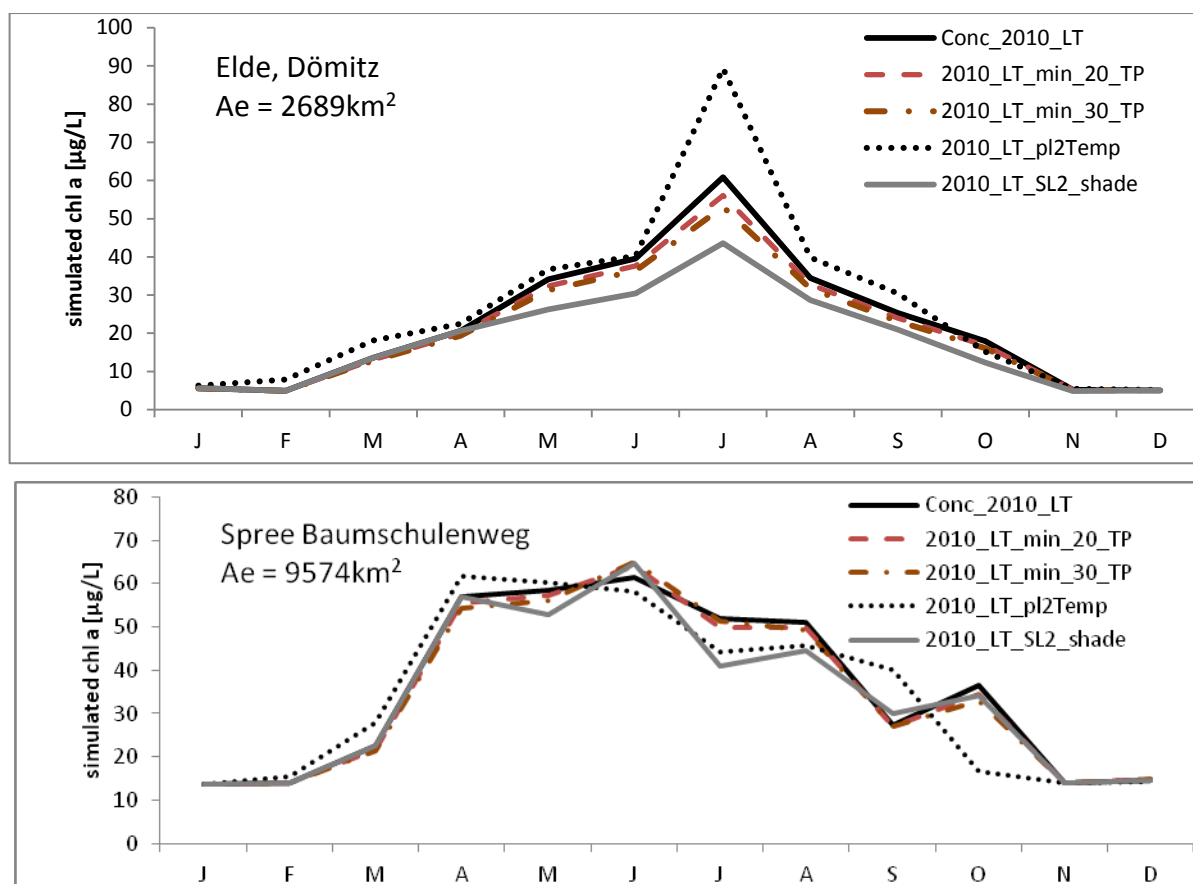 100
90
80
70
60
50
40
30
20
10
0
simulated chl a [µg/L]
Elde, Dömitz
Ae = 2689km²
Conc_2010_LT
2010_LT_min_20_TP
2010_LT_min_30_TP
2010_LT_pl2Temp
2010_LT_SL2_shade
J F M A M J J A S O N D
80
70
60
50
40
30
20
10
0
simulated chl a [µg/L]
Spree Baumschulenweg
Ae = 9574km²
Conc_2010_LT
2010_LT_min_20_TP
2010_LT_min_30_TP
2010_LT_pl2Temp
2010_LT_SL2_shade
J F M A M J J A S O N D